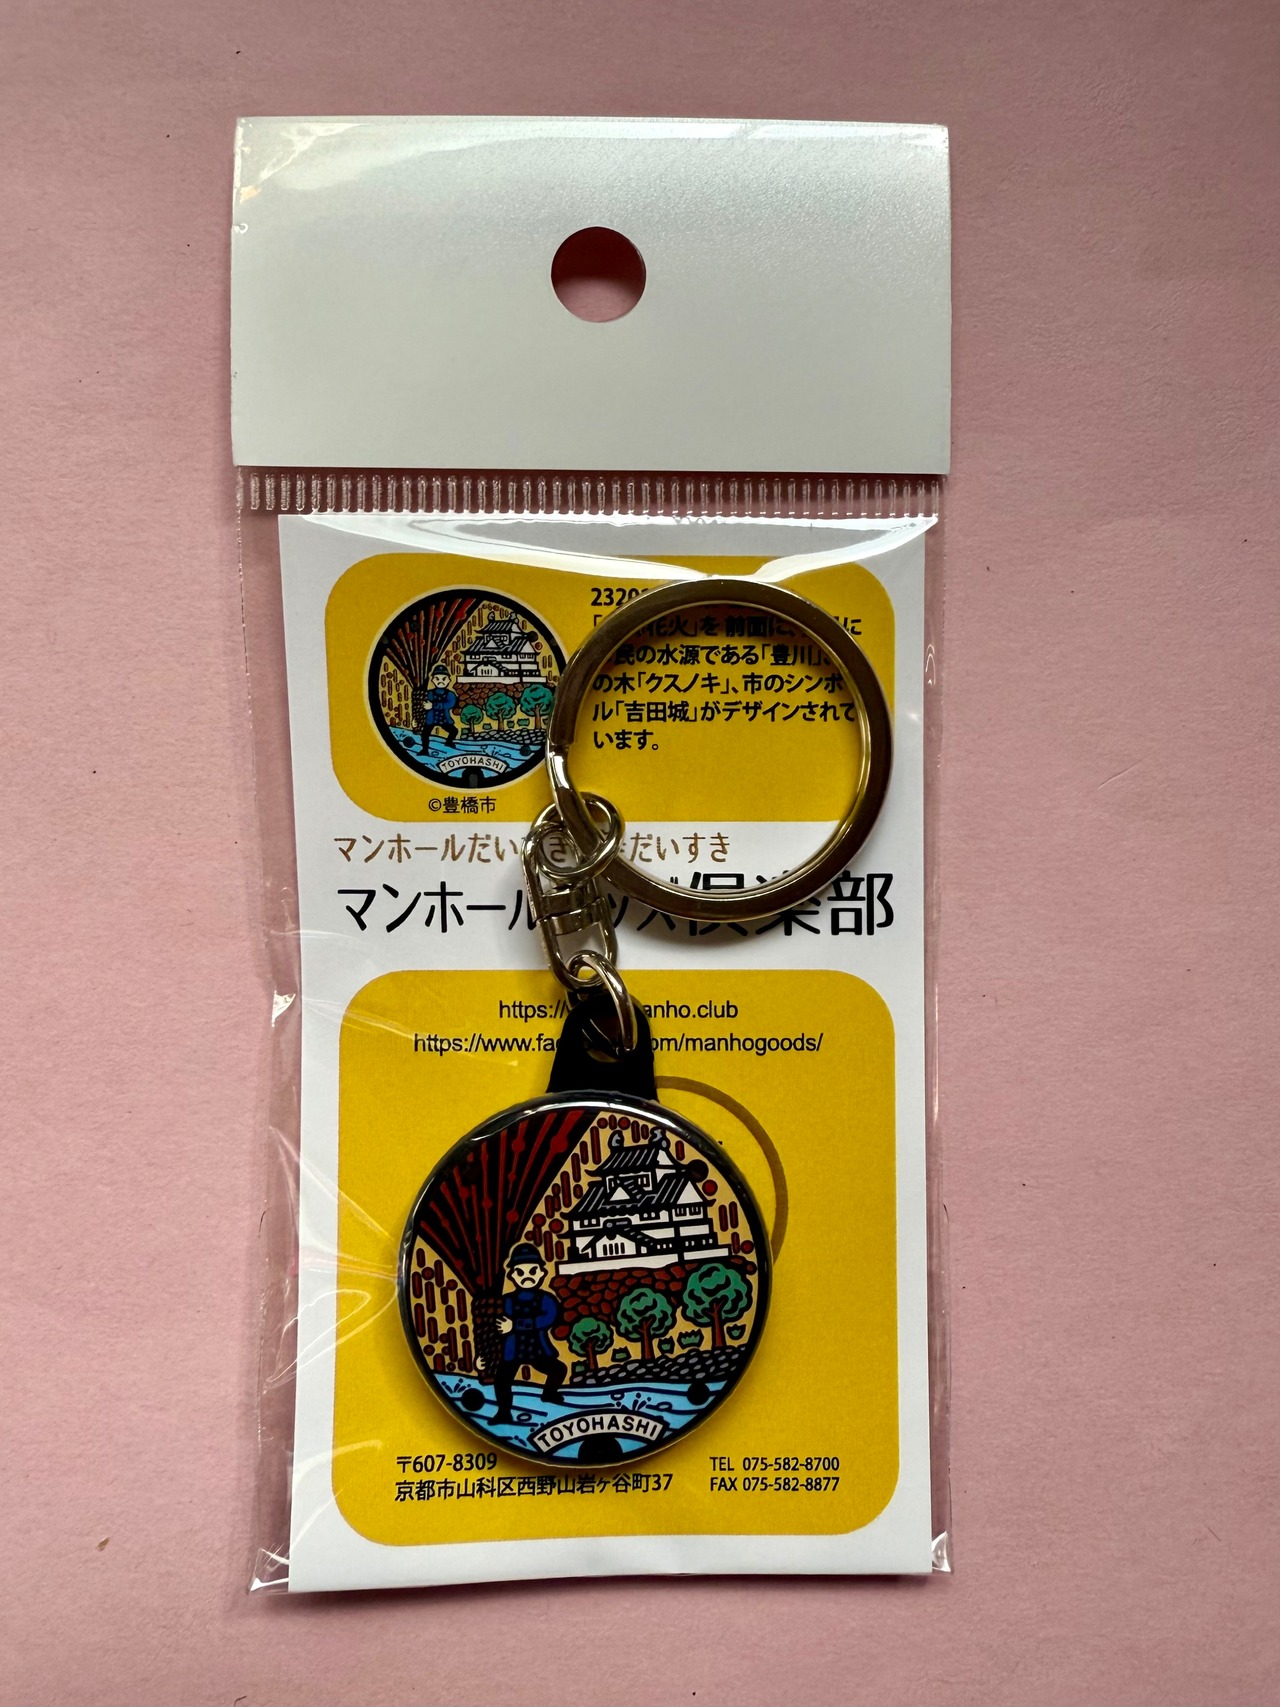 2320
花火」を 前面に、 に
民の水源である「豊川」、
の木「クスノキ」、市のシンボ
ル「吉田城」がデザインされて
います。
TOYOHASHI
©豊橋市
マンホールだい き だいすき
マンホール ッズ倶楽部
https:// anho.club
https://www.fac om/manhogoods/
TOYOHASHI
〒607-8309
京都市山科区西野山岩ヶ谷町37
TEL 075-582-8700
FAX 075-582-8877